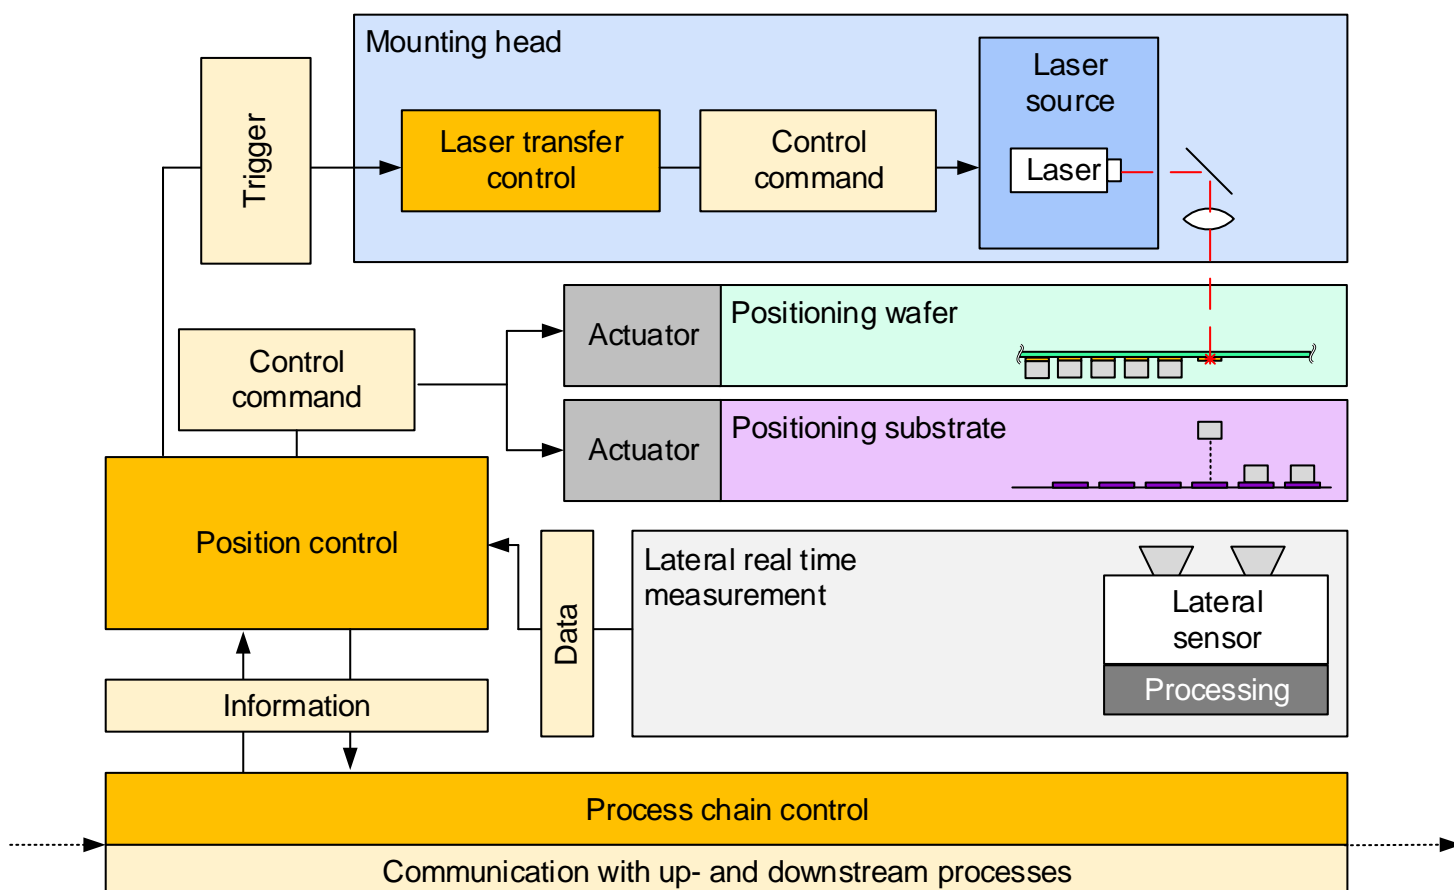 Mounting head
Trigger
Laser transfer
control
Control
command
Laser
source
Laser
Control
command
Actuator
Positioning wafer
Actuator
Positioning substrate
Position control
Data
Lateral real time
measurement
Lateral
sensor
Processing
Information
Process chain control
Communication with up- and downstream processes